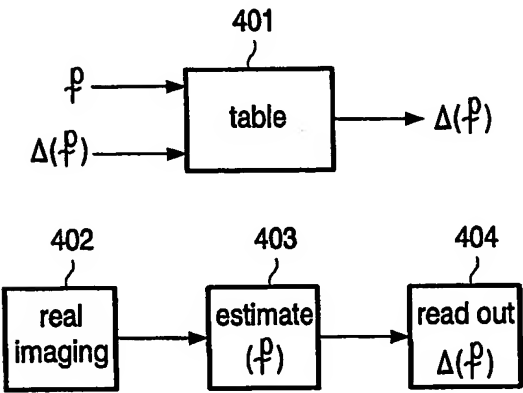 401
p
table
Δ(p)
Δ(p)
402
403
404
real
imaging
estimate
(p)
read out
Δ(p)